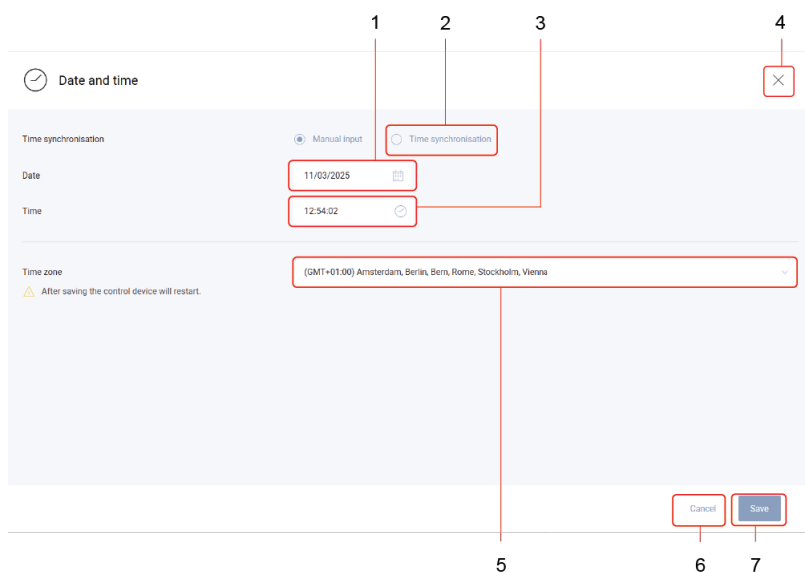 1 2 3 4
Date and time
Time synchronisation Manual input Time synchronisation
Date 11/03/2025
Time 12:54:02
Time zone (GMT+01:00) Amsterdam, Berlin, Bern, Rome, Stockholm, Vienna
After saving the control device will restart.
Cancel Save
5 6 7